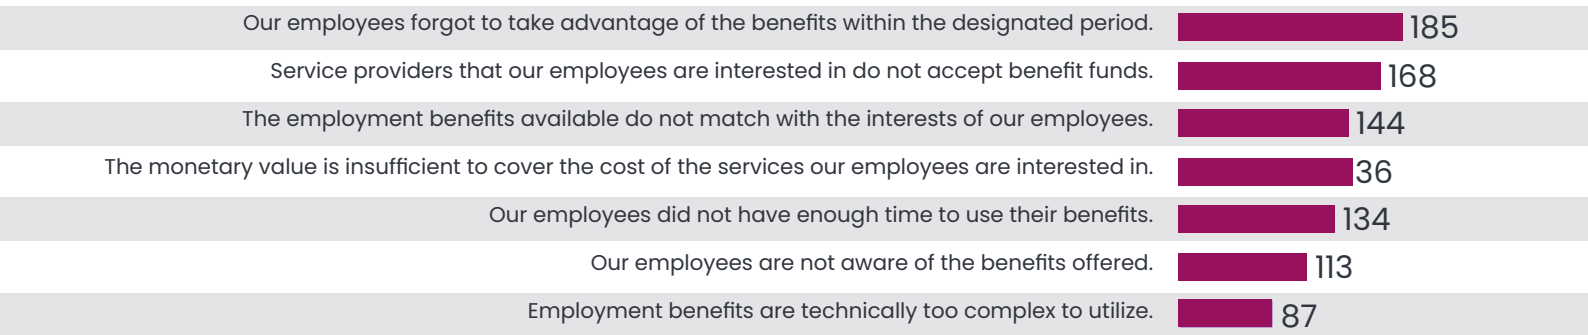 Our employees forgot to take advantage of the benefits within the designated period. 185
Service providers that our employees are interested in do not accept benefit funds. 168
The employment benefits available do not match with the interests of our employees. 144
The monetary value is insufficient to cover the cost of the services our employees are interested in. 36
Our employees did not have enough time to use their benefits. 134
Our employees are not aware of the benefits offered. 113
Employment benefits are technically too complex to utilize. 87